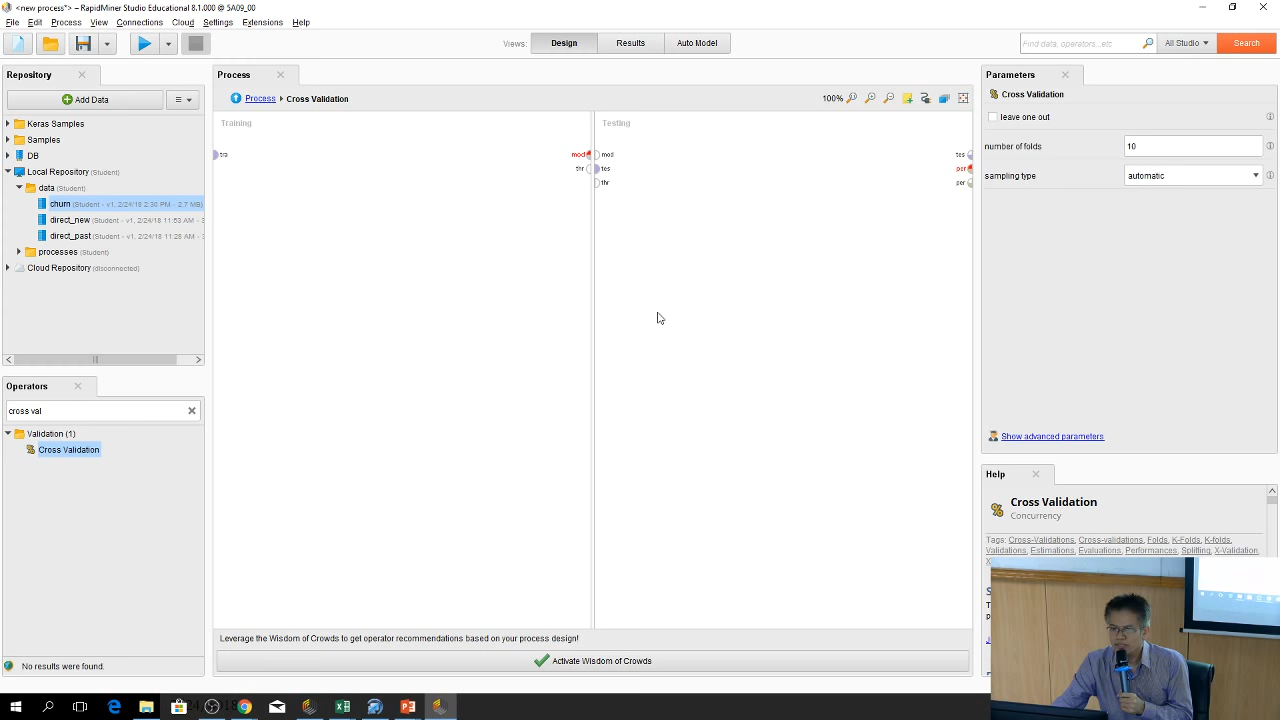 <new process*> – RapidMiner Studio Educational 8.1.000 @ 5A09_00
File Edit Process View Connections Cloud Settings Extensions Help
Views: Design Results Auto Model Find data, operators...etc All Studio Search
Repository Process Parameters
Add Data Process Cross Validation 100% Cross Validation
Training Testing
leave one out
number of folds 10
sampling type automatic
Keras Samples
Samples
DB
Local Repository (Student)
data (Student)
churn (Student – v1, 2/24/18 2:30 PM – 2.7 MB)
direct_new (Student – v1, 2/24/18 11:53 AM – 3
direct_past (Student – v1, 2/24/18 11:28 AM – 3
processes (Student)
Cloud Repository (disconnected)
tra mod mod tes
thr tes per
thr per
Operators
cross val
Validation (1)
Cross Validation
Show advanced parameters
Help
Cross Validation
Concurrency
Tags: Cross-Validations, Cross-validations, Folds, K-Folds, K-folds,
Validations, Estimations, Evaluations, Performances, Splitting, X-Validation,
Leverage the Wisdom of Crowds to get operator recommendations based on your process design!
Activate Wisdom of Crowds
No results were found.